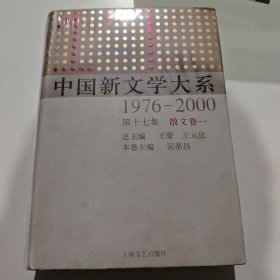 中国新文学大系
1976-2000
第十七集 散文卷一
总主编 王蒙 王元化
本卷主编 吴泰昌
上海文艺出版社